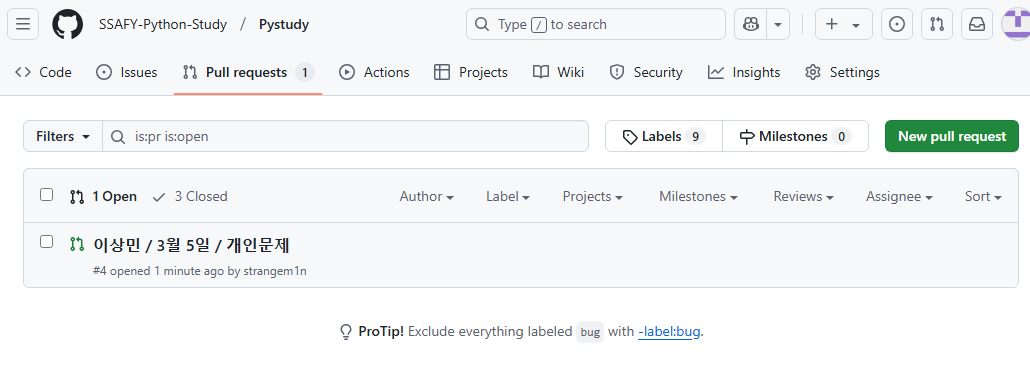 SSAFY-Python-Study / Pystudy
Type / to search
Code
Issues
Pull requests 1
Actions
Projects
Wiki
Security
Insights
Settings
Filters
is:pr is:open
Labels 9
Milestones 0
New pull request
1 Open
3 Closed
Author
Label
Projects
Milestones
Reviews
Assignee
Sort
이상민 / 3월 5일 / 개인문제
#4 opened 1 minute ago by strangem1n
ProTip! Exclude everything labeled bug with -label:bug.